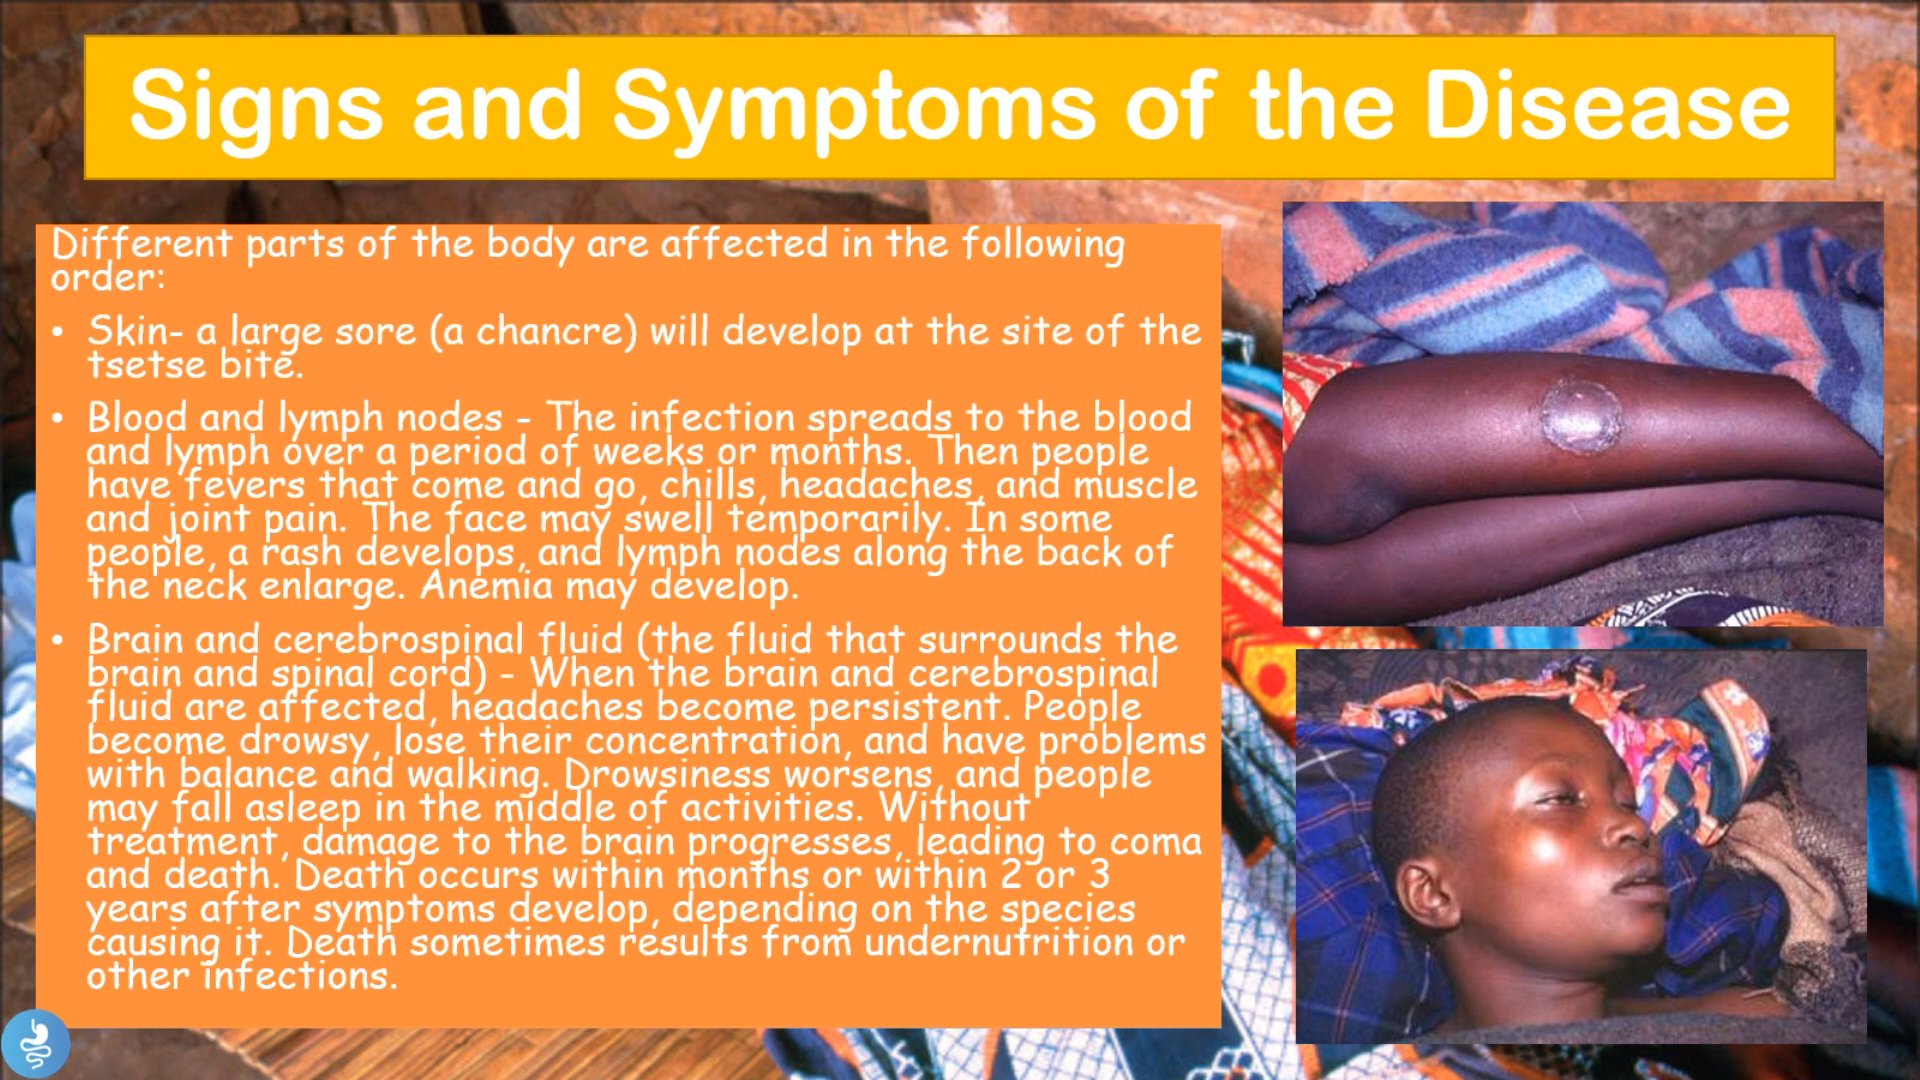 Signs and Symptoms of the Disease
Different parts of the body are affected in the following
order:
• Skin- a large sore (a chancre) will develop at the site of the
tsetse bite.
• Blood and lymph nodes - The infection spreads to the blood
and lymph over a period of weeks or months. Then people
have fevers that come and go, chills, headaches, and muscle
and joint pain. The face may swell temporarily. In some
people, a rash develops, and lymph nodes along the back of
the neck enlarge. Anemia may develop.
• Brain and cerebrospinal fluid (the fluid that surrounds the
brain and spinal cord) - When the brain and cerebrospinal
fluid are affected, headaches become persistent. People
become drowsy, lose their concentration, and have problems
with balance and walking. Drowsiness worsens, and people
may fall asleep in the middle of activities. Without
treatment, damage to the brain progresses, leading to coma
and death. Death occurs within months or within 2 or 3
years after symptoms develop, depending on the species
causing it. Death sometimes results from undernutrition or
other infections.